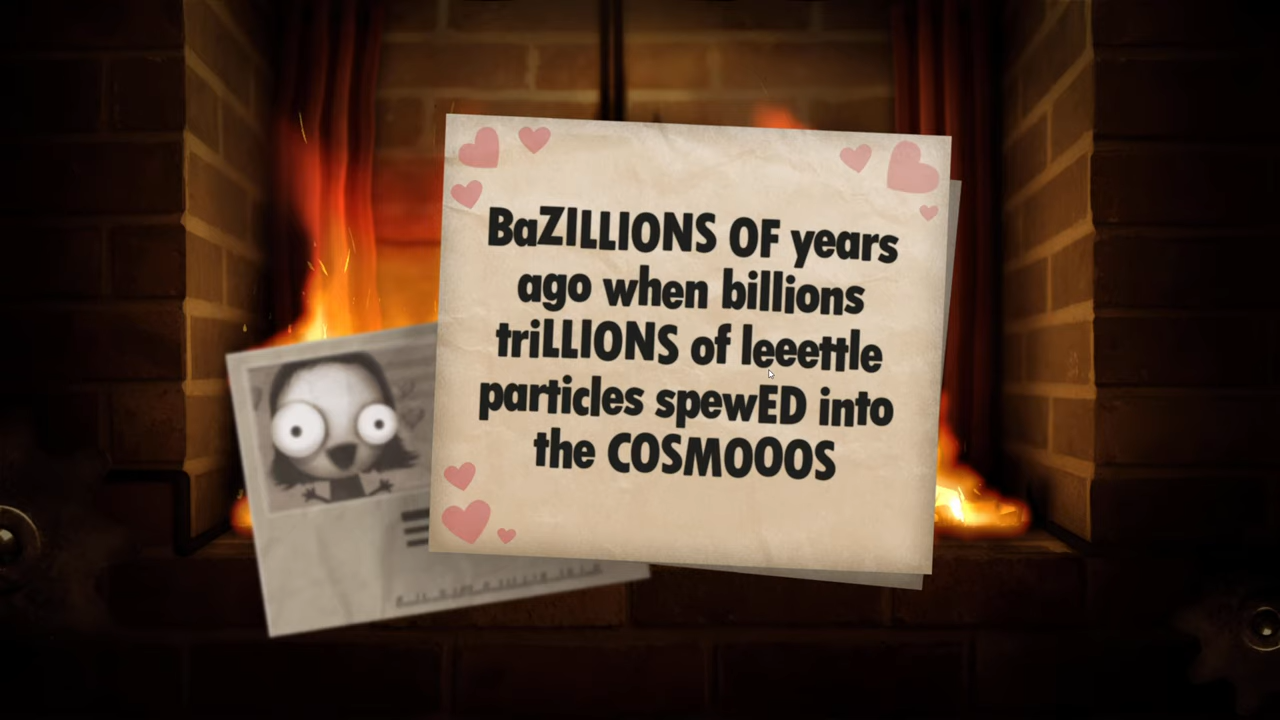 BaZILLIONS OF years
ago when billions
triLLIONS of leeettle
particles spewED into
the COSMOOOS